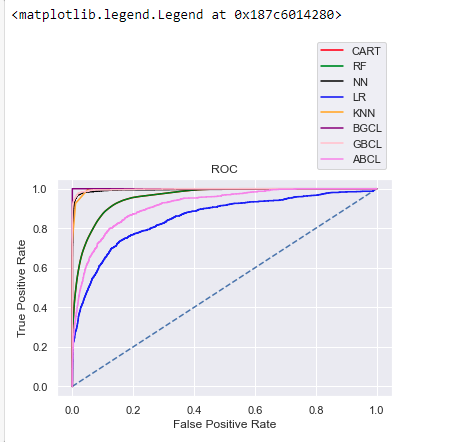 <matplotlib.legend.Legend at 0x187c6014280>
CART
RF
NN
LR
KNN
BGCL
GBCL
ABCL
ROC
True Positive Rate
1.0
0.8
0.6
0.4
0.2
0.0
0.0 0.2 0.4 0.6 0.8 1.0
False Positive Rate